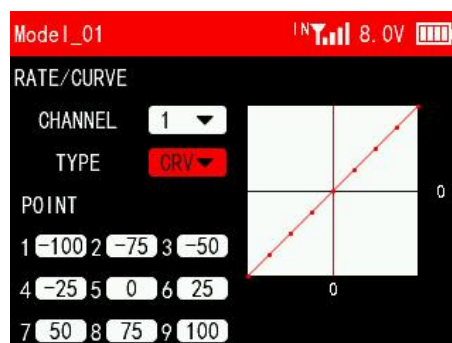 Model_01 IN 8.0V
RATE/CURVE
CHANNEL 1
TYPE CRV
POINT
1 -100 2 -75 3 -50
4 -25 5 0 6 25
7 50 8 75 9 100
0
0